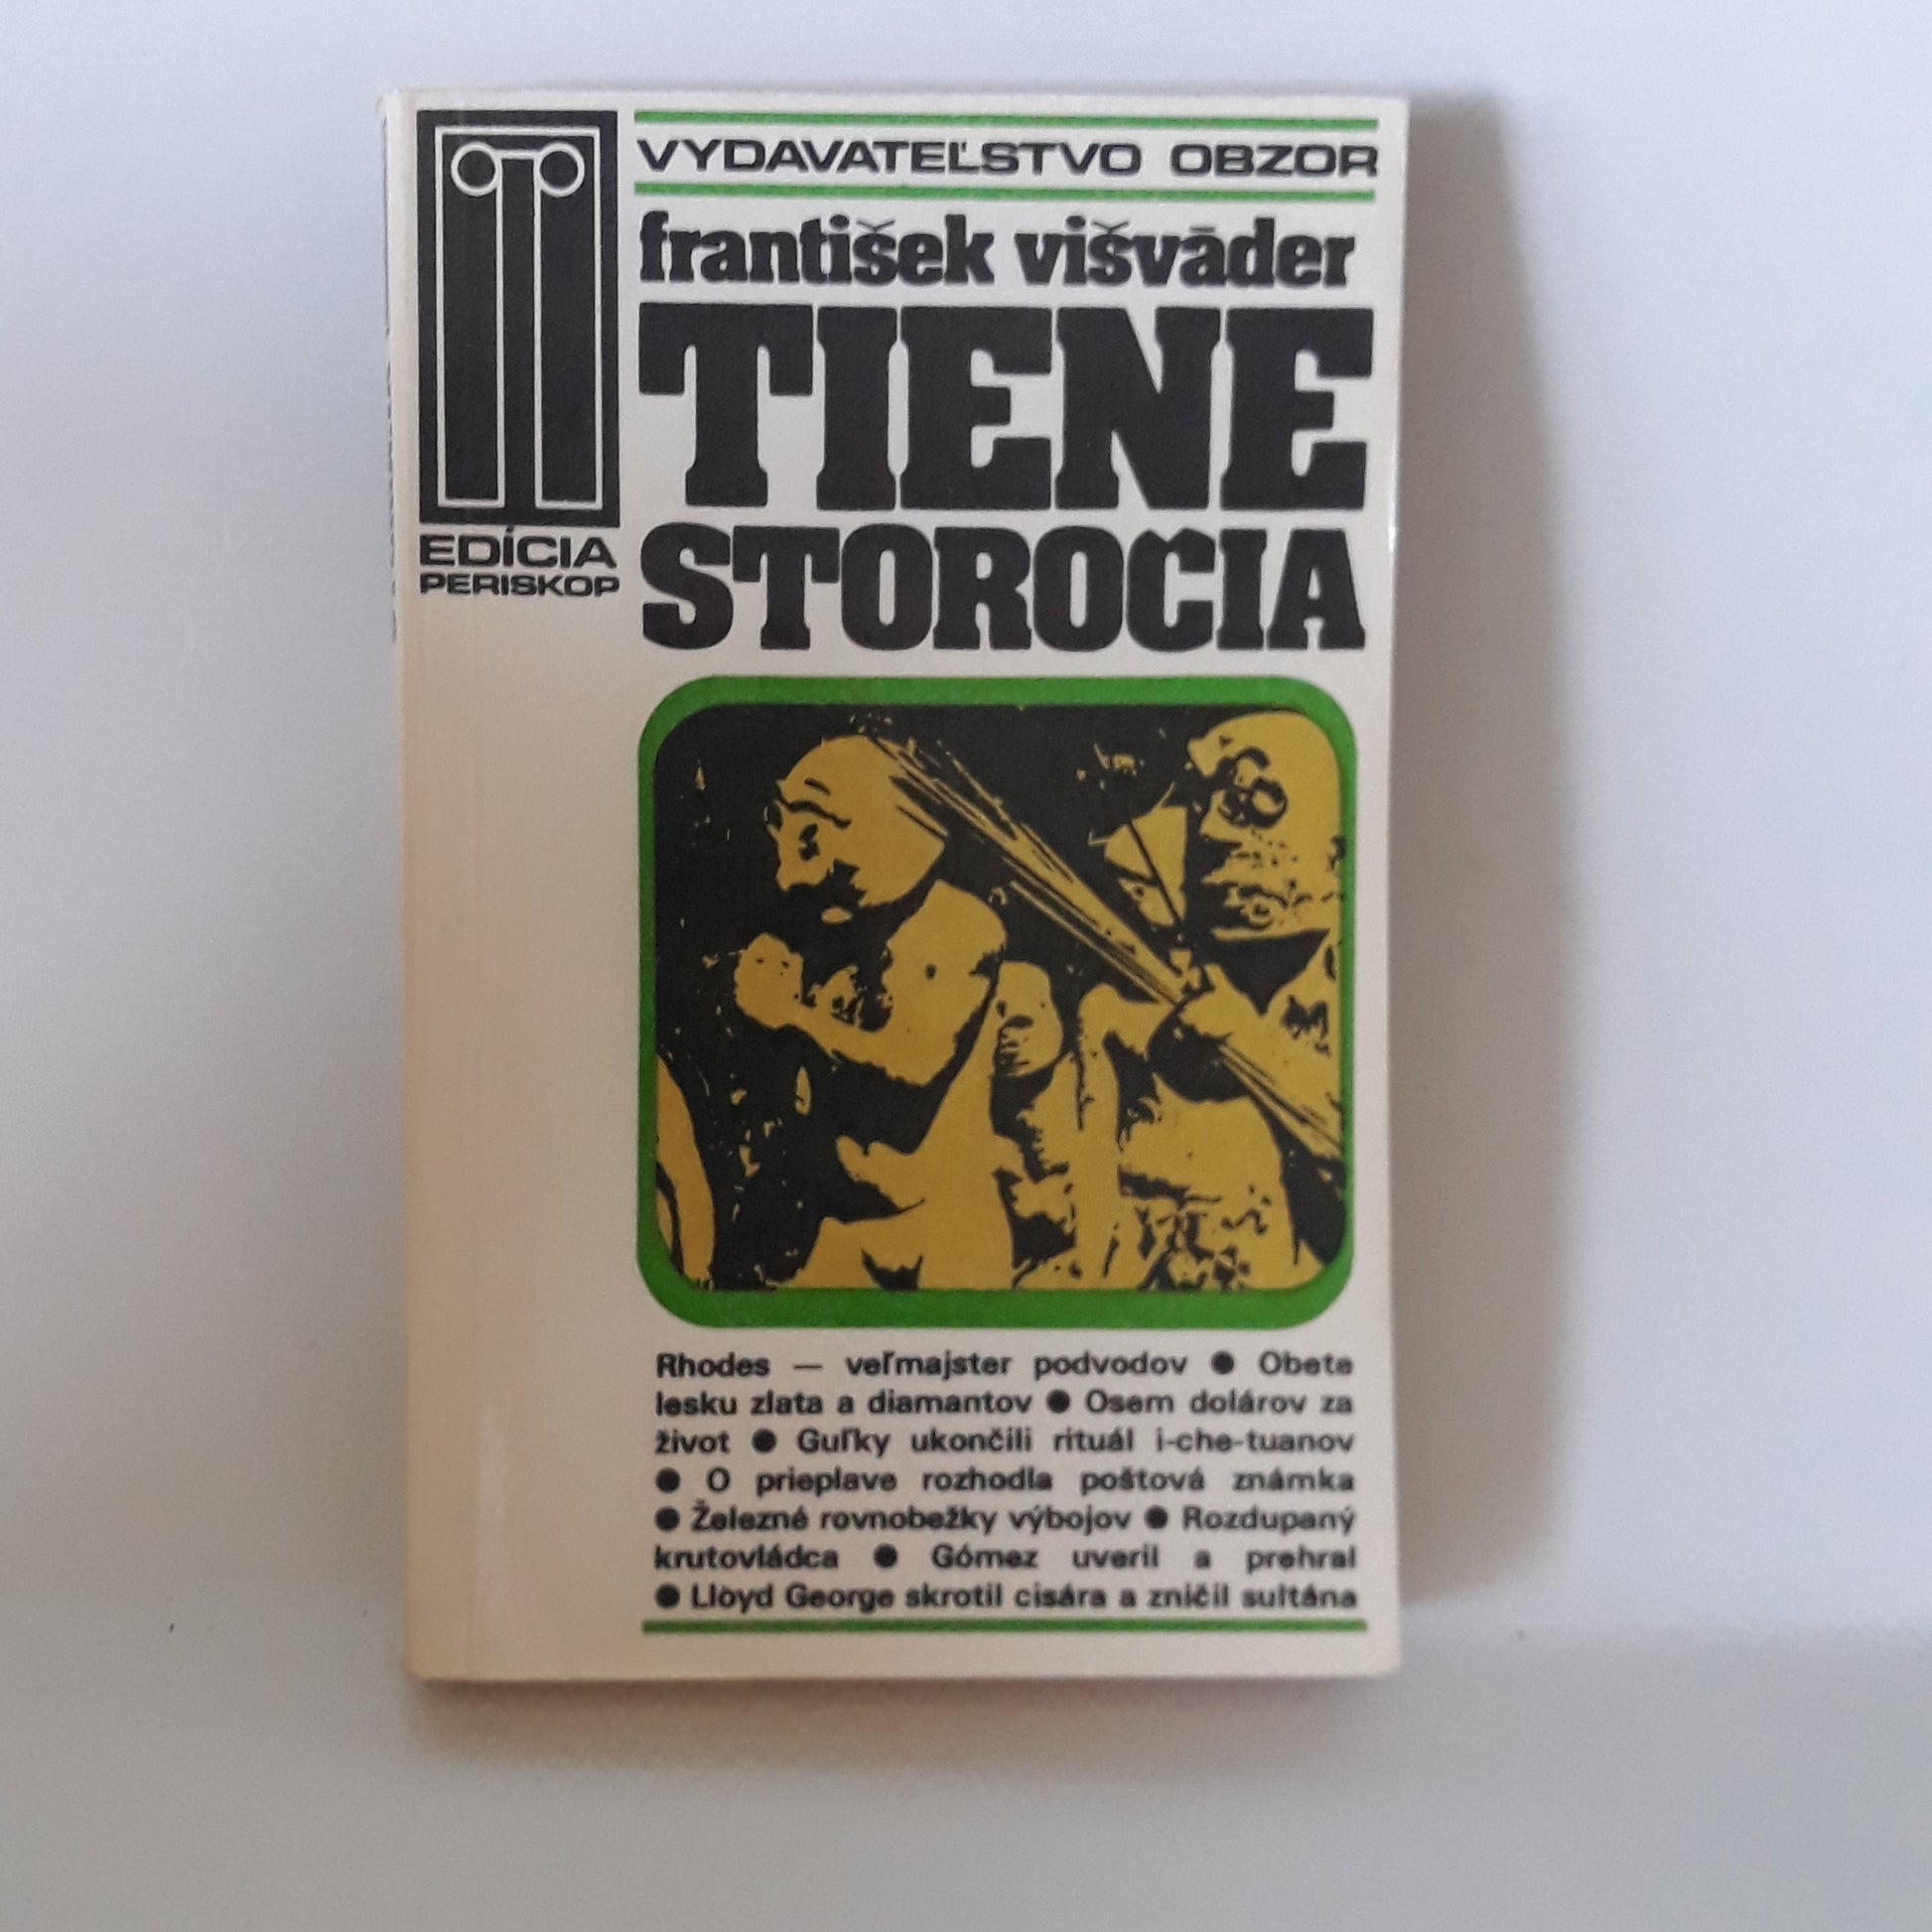 VYDAVATEĽSTVO OBZOR
františek višváder
TIENE
STOROČIA
EDÍCIA
PERISKOP
Rhodes — veľmajster podvodov ● Obete
lesku zlata a diamantov ● Osem dolárov za
život ● Guľky ukončili rituál i-che-tuanov
● O prieplave rozhodla poštová známka
● Železné rovnobežky výbojov ● Rozdupaný
krutovládca ● Gómez uveril a prehral
● Lloyd George skrotil cisára a zničil sultána